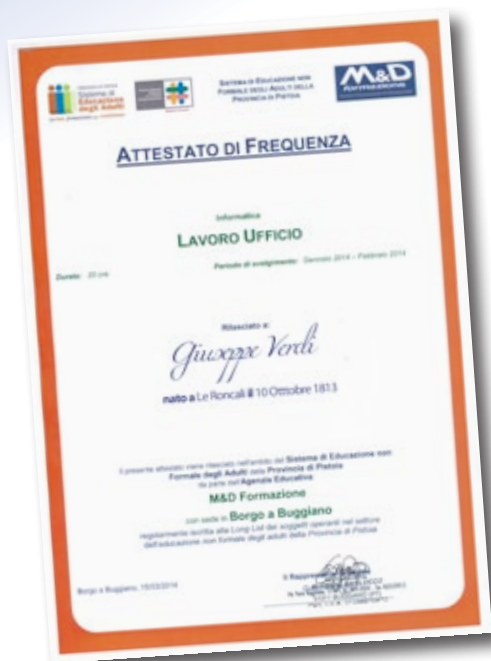 Sistema di
Educazione
degli Adulti
SISTEMA DI EDUCAZIONE NON
FORMALE DEGLI ADULTI DELLA
PROVINCIA DI PISTOIA
M&D
formazione
ATTESTATO DI FREQUENZA
Informatica
LAVORO UFFICIO
Durata: 20 ore
Periodo di svolgimento: Gennaio 2014 – Febbraio 2014
Rilasciato a:
Giuseppe Verdi
nato a Le Roncali il 10 Ottobre 1813
Il presente attestato viene rilasciato nell'ambito del Sistema di Educazione non
Formale degli Adulti della Provincia di Pistoia
da parte dell'Agenzia Educativa
M&D Formazione
con sede in Borgo a Buggiano
regolarmente iscritta alla Long List dei soggetti operanti nel settore
dell'educazione non formale degli adulti della Provincia di Pistoia
Borgo a Buggiano, 15/03/2014
Il